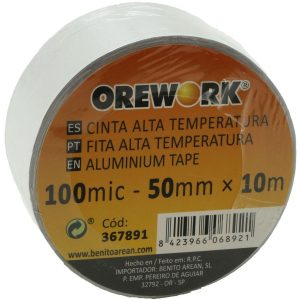 OREWORK®
ES CINTA ALTA TEMPERATURA
PT FITA ALTA TEMPERATURA
EN ALUMINIUM TAPE
100mic - 50mm x 10m
Cód:
367891
www.benitoarean.com
8 423966 068921
Hecho en / Feito em: R.P.C.
IMPORTADOR: BENITO AREAN, SL
P. EMP. PEREIRO DE AGUIAR
32792 - OR - SP